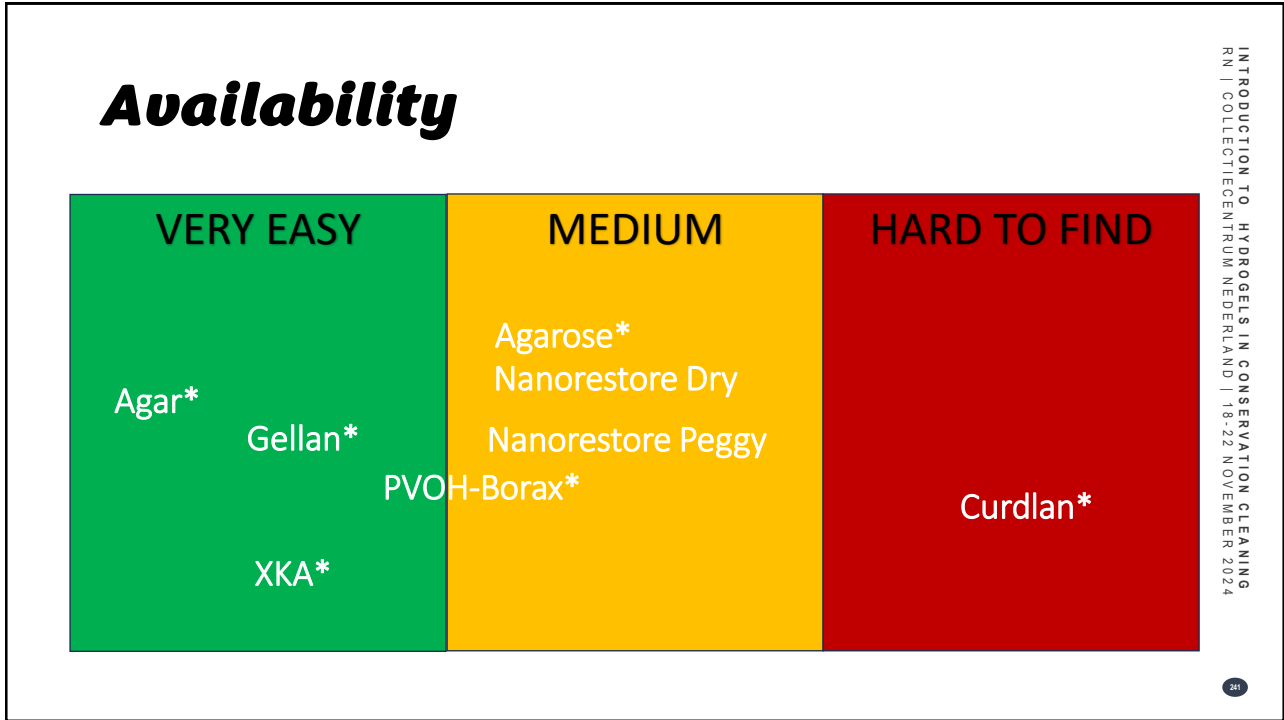 Availability
VERY EASY
MEDIUM
HARD TO FIND
Agarose*
Nanorestore Dry
Agar*
Gellan*
Nanorestore Peggy
PVOH-Borax*
Curdlan*
XKA*
INTRODUCTION TO HYDROGELS IN CONSERVATION CLEANING
RN | COLLECTIECENTRUM NEDERLAND | 18-22 NOVEMBER 2024
241